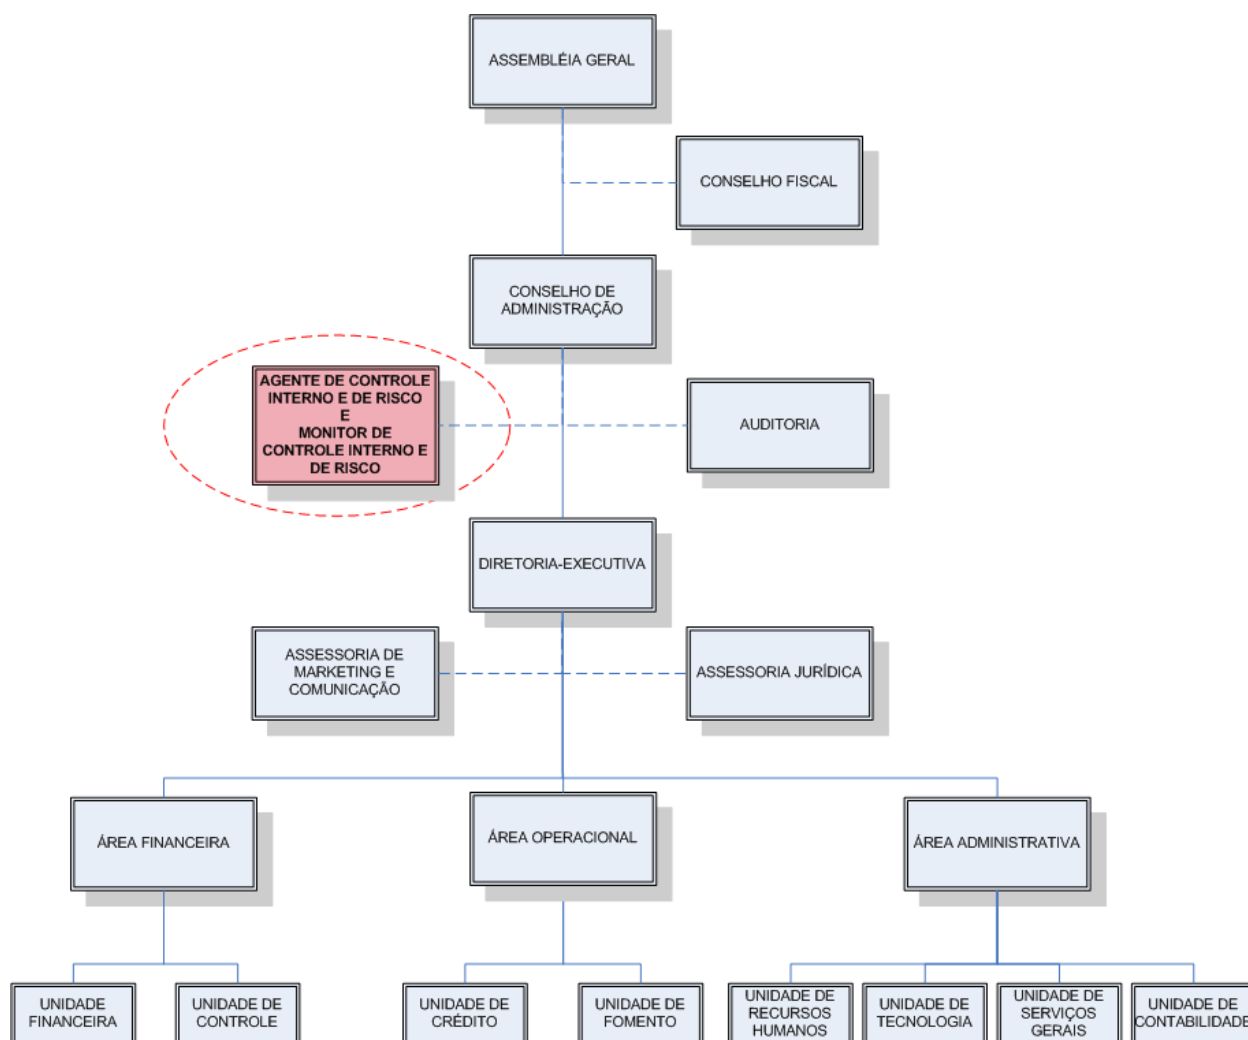 ASSEMBLÉIA GERAL
CONSELHO FISCAL
CONSELHO DE
ADMINISTRAÇÃO
AGENTE DE CONTROLE
INTERNO E DE RISCO
E
MONITOR DE
CONTROLE INTERNO E
DE RISCO
AUDITORIA
DIRETORIA-EXECUTIVA
ASSESSORIA DE
MARKETING E
COMUNICAÇÃO
ASSESSORIA JURÍDICA
ÁREA FINANCEIRA
ÁREA OPERACIONAL
ÁREA ADMINISTRATIVA
UNIDADE
FINANCEIRA
UNIDADE DE
CONTROLE
UNIDADE DE
CRÉDITO
UNIDADE DE
FOMENTO
UNIDADE DE
RECURSOS
HUMANOS
UNIDADE DE
TECNOLOGIA
UNIDADE DE
SERVIÇOS
GERAIS
UNIDADE DE
CONTABILIDADE